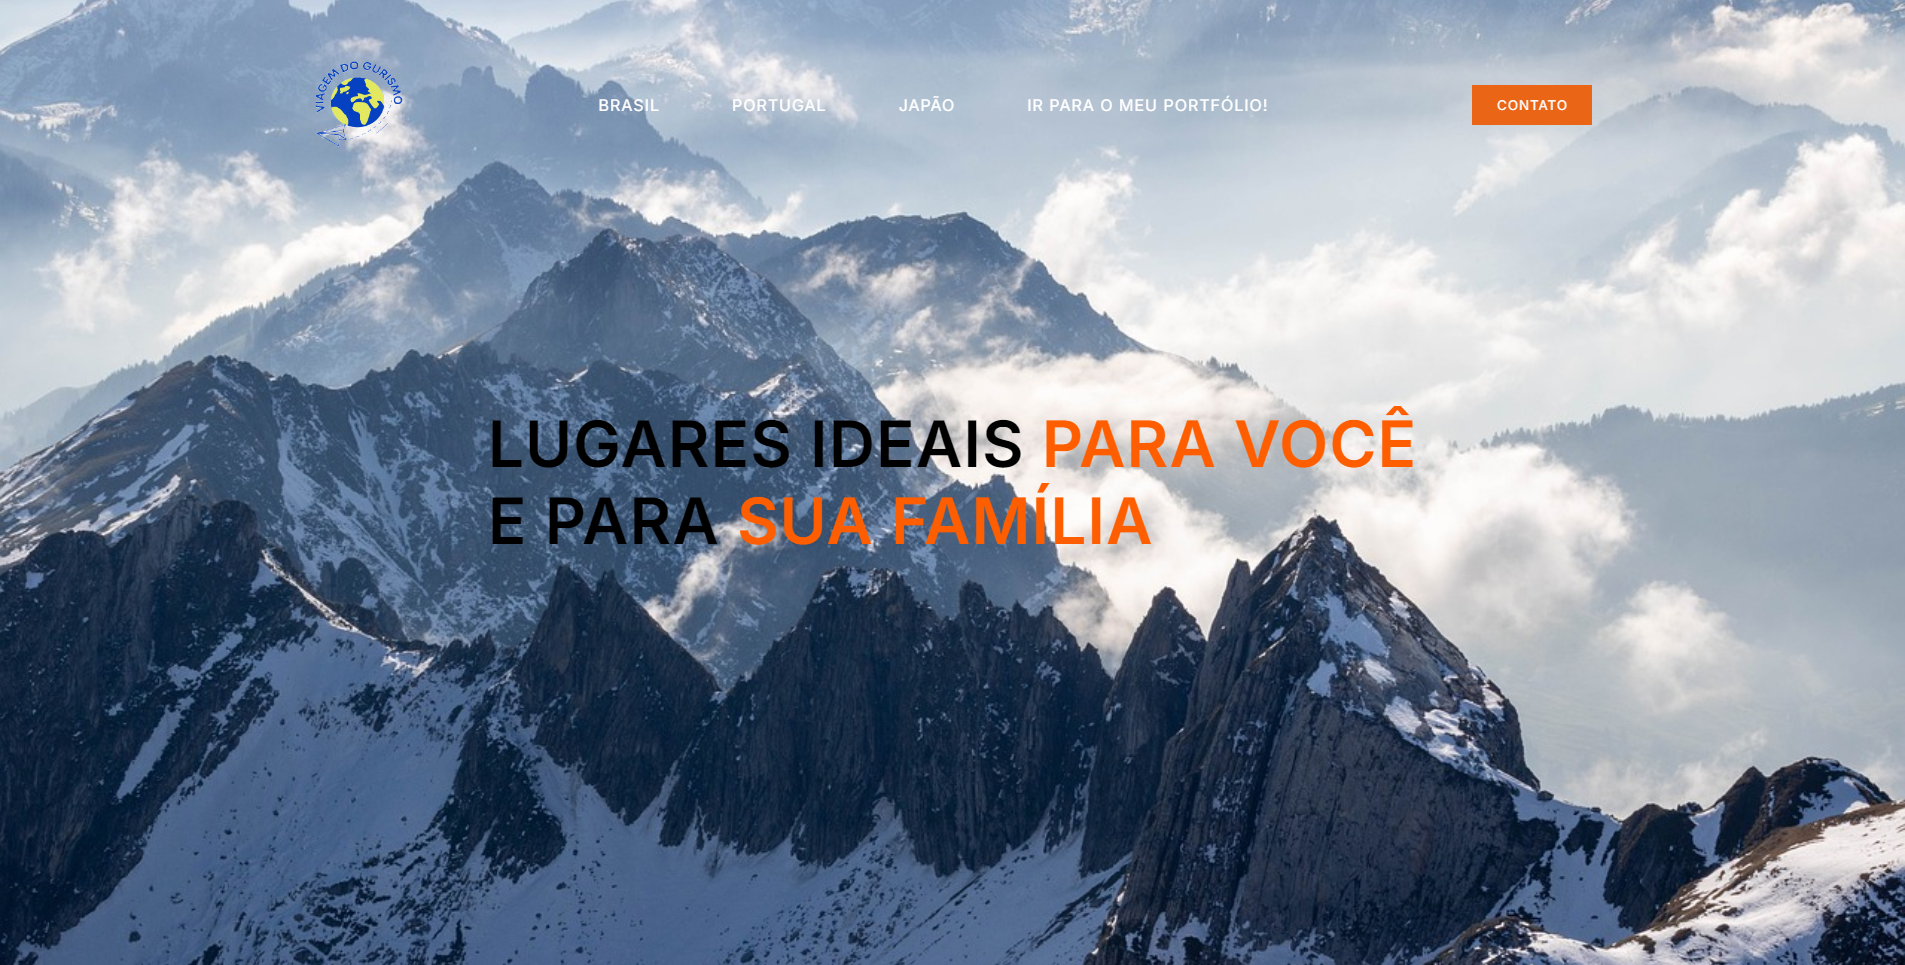 VIAGEM DO GURISMO
BRASIL PORTUGAL JAPÃO IR PARA O MEU PORTFÓLIO! CONTATO
LUGARES IDEAIS PARA VOCÊ
E PARA SUA FAMÍLIA